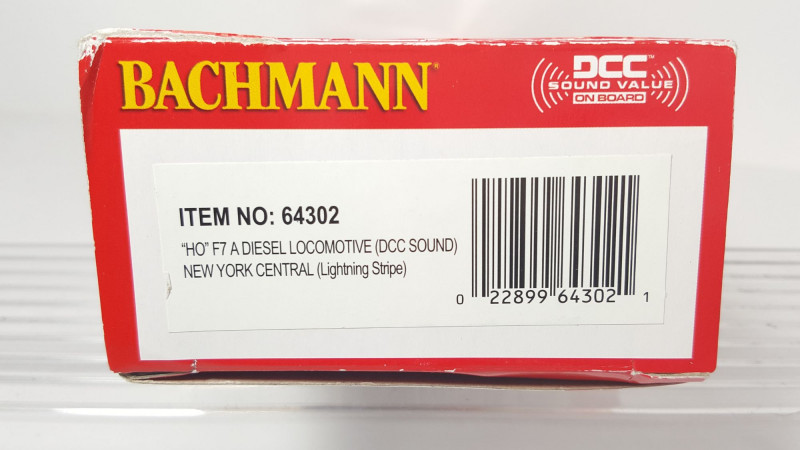 BACHMANN®
DCC™
SOUND VALUE
ON BOARD
ITEM NO: 64302
“HO” F7 A DIESEL LOCOMOTIVE (DCC SOUND)
NEW YORK CENTRAL (Lightning Stripe)
0 22899 64302 1